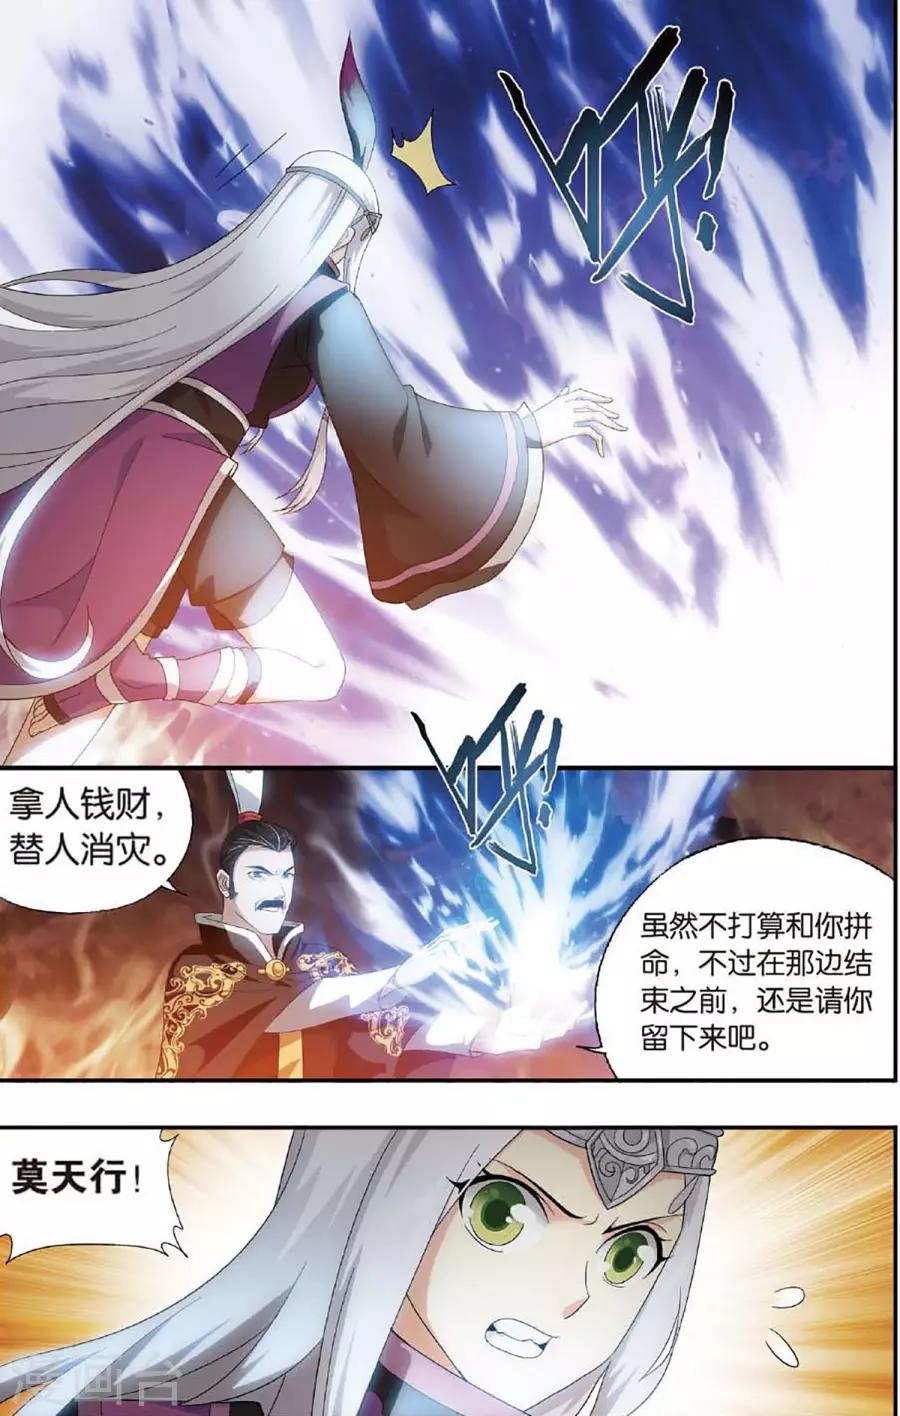 拿人钱财，
替人消灾。
虽然不打算和你拼
命，不过在那边结
束之前，还是请你
留下来吧。
莫天行！
漫画台